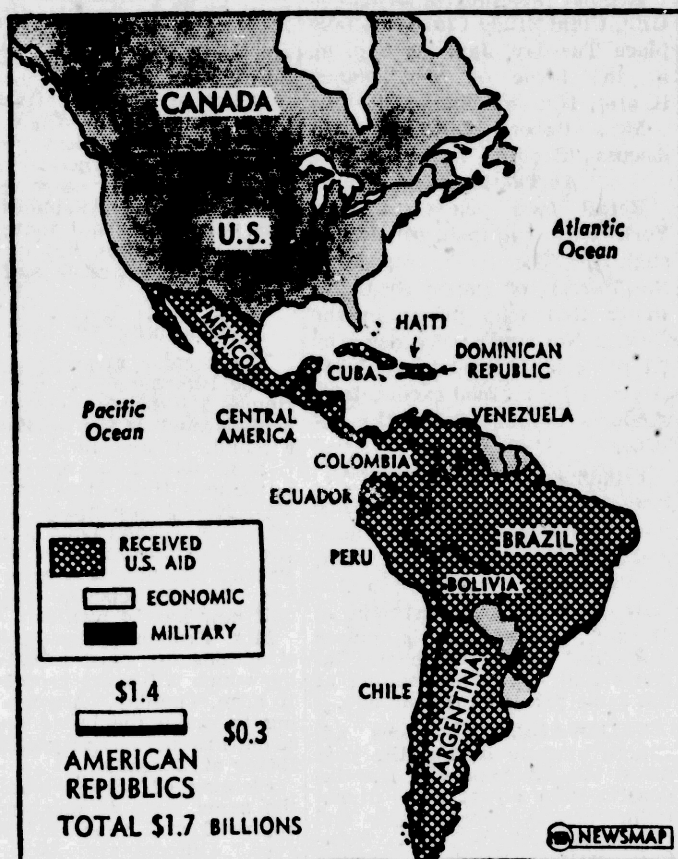 CANADA
U.S.
Atlantic
Ocean
MEXICO
HAITI
CUBA
DOMINICAN
REPUBLIC
Pacific
Ocean
CENTRAL
AMERICA
VENEZUELA
COLOMBIA
ECUADOR
PERU
BRAZIL
BOLIVIA
CHILE
ARGENTINA
RECEIVED
U.S. AID
ECONOMIC
MILITARY
$1.4
$0.3
AMERICAN
REPUBLICS
TOTAL $1.7 BILLIONS
NEWSMAP